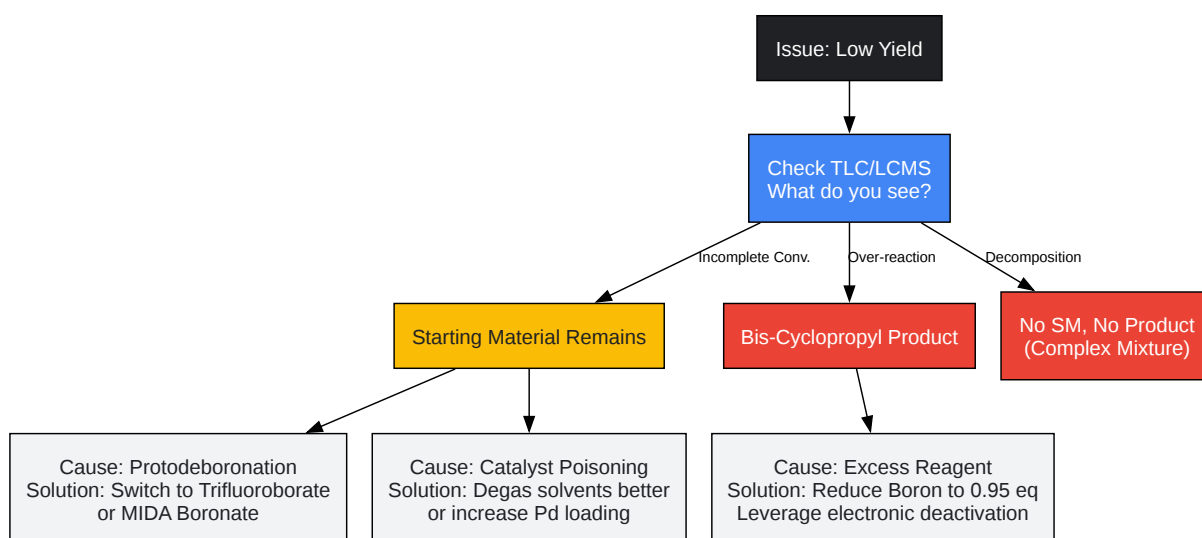 Issue: Low Yield
Check TLC/LCMS
What do you see?
Incomplete Conv.
Over-reaction
Decomposition
Starting Material Remains
Bis-Cyclopropyl Product
No SM, No Product
(Complex Mixture)
Cause: Protodeboronation
Solution: Switch to Trifluoroborate
or MIDA Boronate
Cause: Catalyst Poisoning
Solution: Degas solvents better
or increase Pd loading
Cause: Excess Reagent
Solution: Reduce Boron to 0.95 eq
Leverage electronic deactivation